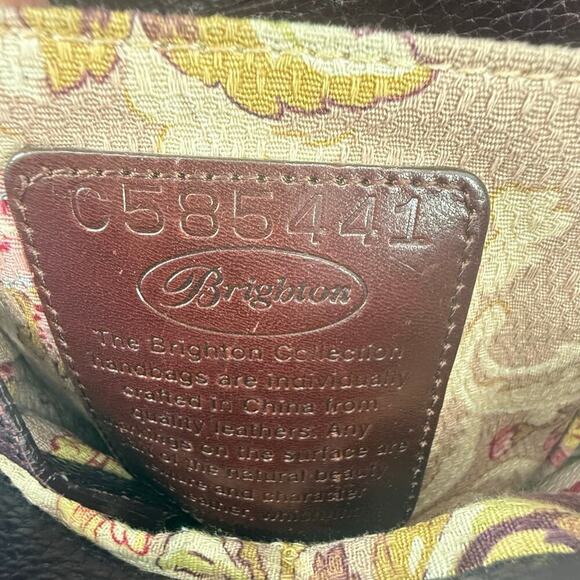 C585441
Brighton
The Brighton Collection
handbags are individually
crafted in China from
quality leathers. Any
on the surface are
of the natural beauty
and character
leather